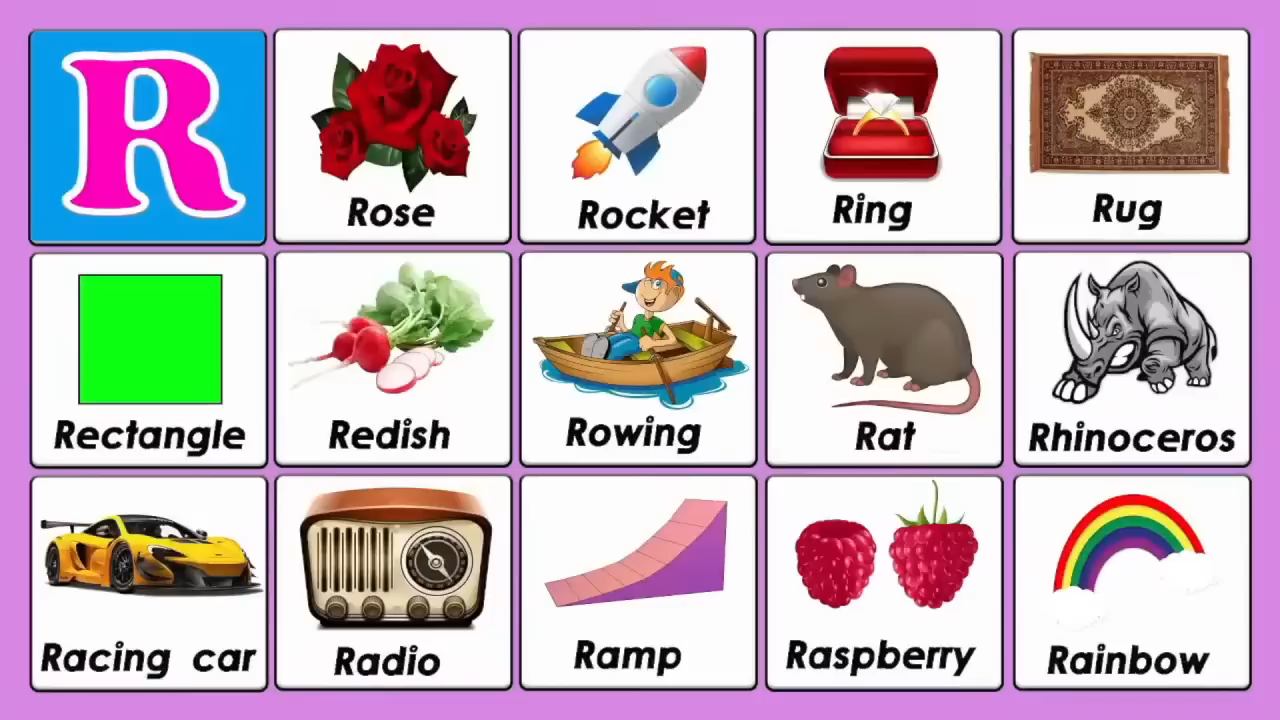 R
Rose
Rocket
Ring
Rug
Rectangle
Redish
Rowing
Rat
Rhinoceros
Racing car
Radio
Ramp
Raspberry
Rainbow